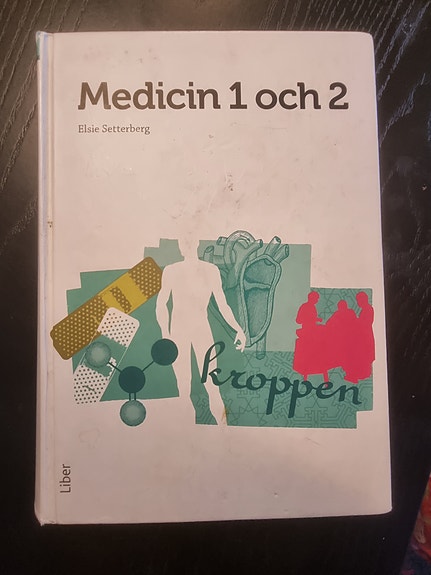 Medicin 1 och 2
Elsie Setterberg
kroppen
Liber